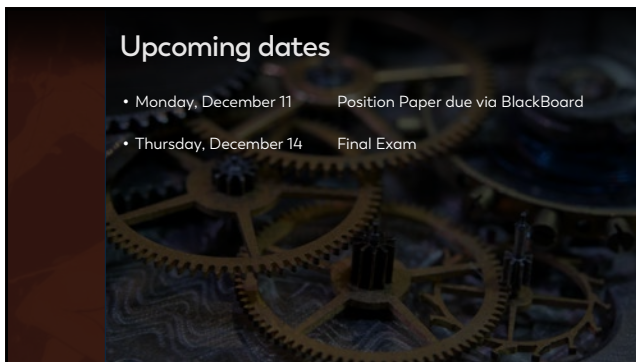 Upcoming dates
• Monday, December 11 Position Paper due via BlackBoard
• Thursday, December 14 Final Exam